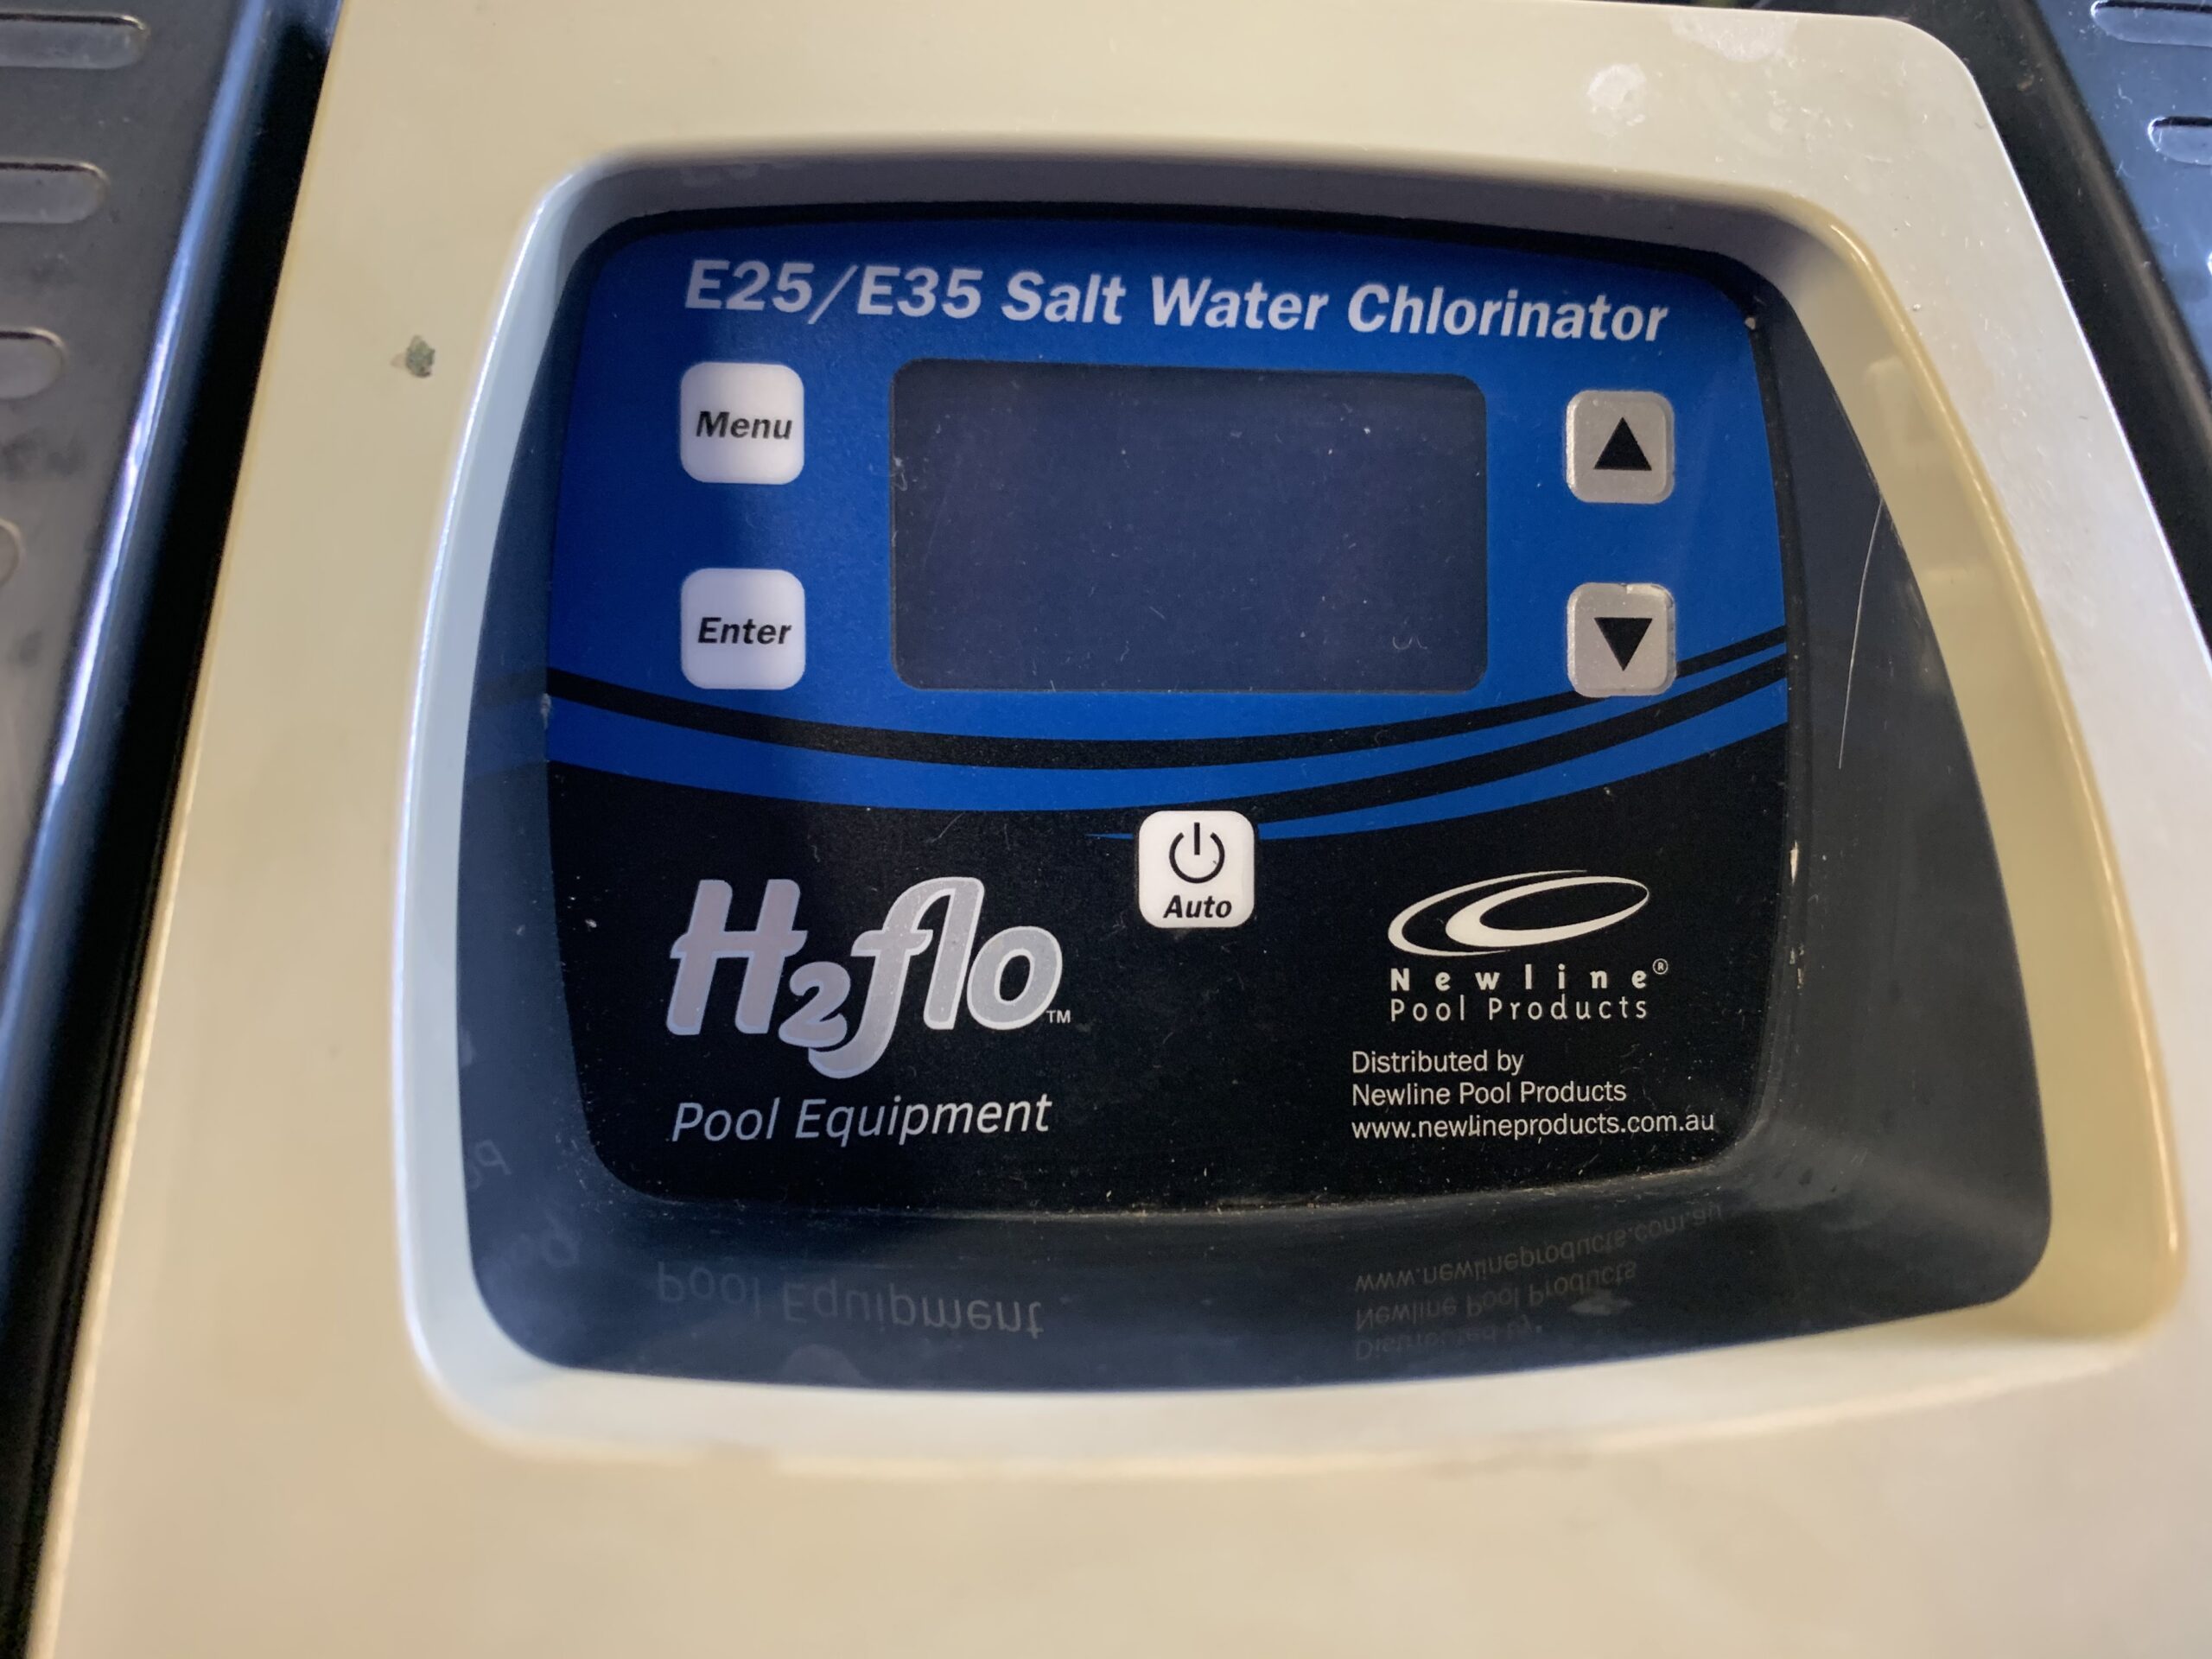 E25/E35 Salt Water Chlorinator
Menu
Enter
Auto
H2flo™
Pool Equipment
Newline®
Pool Products
Distributed by
Newline Pool Products
www.newlineproducts.com.au